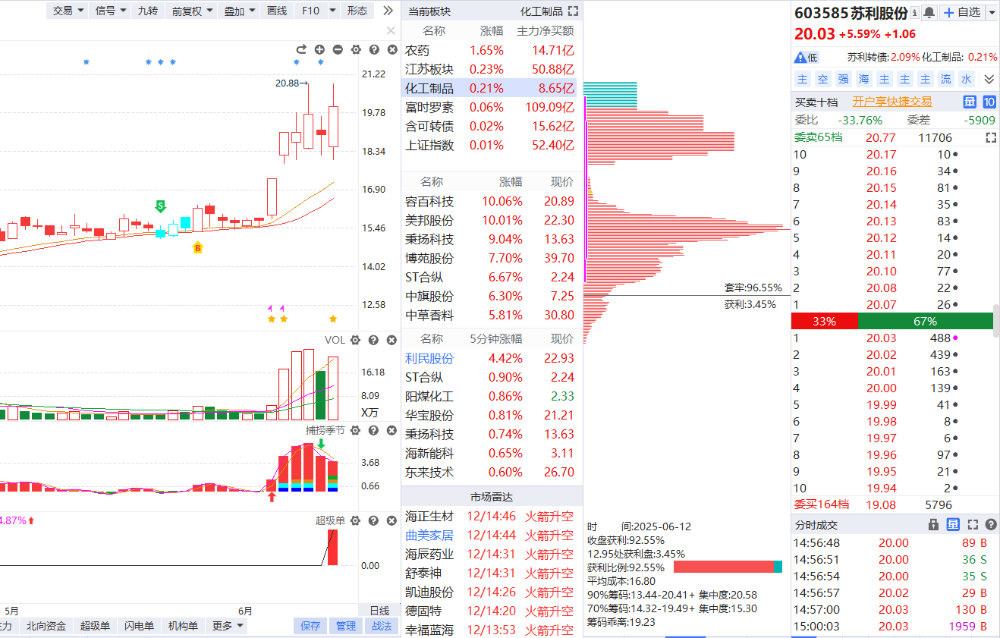 交易 信号 九转 前复权 叠加 画线 F10 形态
20.88→
21.22
19.78
18.34
16.90
S
15.46
B
14.02
12.58
VOL
16.18
8.09
X万
捕捞季节
3.68
0.66
4.87% 超级单
0.00
5月 6月 日线
主力 北向资金 超级单 闪电单 机构单 更多 保存 管理 战法
当前板块 化工制品
名称 涨幅 主力净买额
农药 1.65% 14.71亿
江苏板块 0.23% 50.88亿
化工制品 0.21% 8.65亿
富时罗素 0.06% 109.09亿
含可转债 0.02% 15.62亿
上证指数 0.01% 52.40亿
名称 涨幅 现价
容百科技 10.06% 20.89
美邦股份 10.01% 22.30
秉扬科技 9.04% 13.63
博苑股份 7.70% 39.70
ST合纵 6.67% 2.24
中旗股份 6.30% 7.25
中草香料 5.81% 30.80
名称 5分钟涨幅 现价
利民股份 4.42% 22.93
ST合纵 0.90% 2.24
阳煤化工 0.86% 2.33
华宝股份 0.81% 21.21
秉扬科技 0.74% 13.63
海新能科 0.65% 3.11
东来技术 0.60% 26.70
市场雷达
海正生材 12/14:46 火箭升空
曲美家居 12/14:44 火箭升空
海辰药业 12/14:31 火箭升空
舒泰神 12/14:31 火箭升空
凯迪股份 12/14:26 火箭升空
德固特 12/14:20 火箭升空
幸福蓝海 12/13:53 火箭升空
套牢:96.55%
获利:3.45%
时 间:2025-06-12
收盘获利:92.55%
12.95处获利盘:3.45%
获利比例:92.55%
平均成本:16.80
90%筹码:13.44-20.41+ 集中度:20.58
70%筹码:14.32-19.49+ 集中度:15.30
筹码乖离:19.23
603585 苏利股份 自选
20.03 +5.59% +1.06
低 苏利转债:2.09% 化工制品: 0.21%
主 空 强 海 主 主 主 流 水
买卖十档 开户享快捷交易 量 10
委比 -33.76% 委差 -5909
委卖65档 20.77 11706
10 20.17 10
9 20.16 34
8 20.15 81
7 20.14 35
6 20.13 83
5 20.12 14
4 20.11 20
3 20.10 77
2 20.08 22
1 20.07 26
33% 67%
1 20.03 488
2 20.02 439
3 20.01 163
4 20.00 139
5 19.99 41
6 19.98 8
7 19.97 6
8 19.96 97
9 19.95 21
10 19.94 2
委买164档 19.08 5796
分时成交 量
14:56:48 20.00 89 B
14:56:51 20.00 36 S
14:56:54 20.00 35 S
14:56:57 20.02 29 B
14:57:00 20.03 130 B
15:00:03 20.03 1959 B